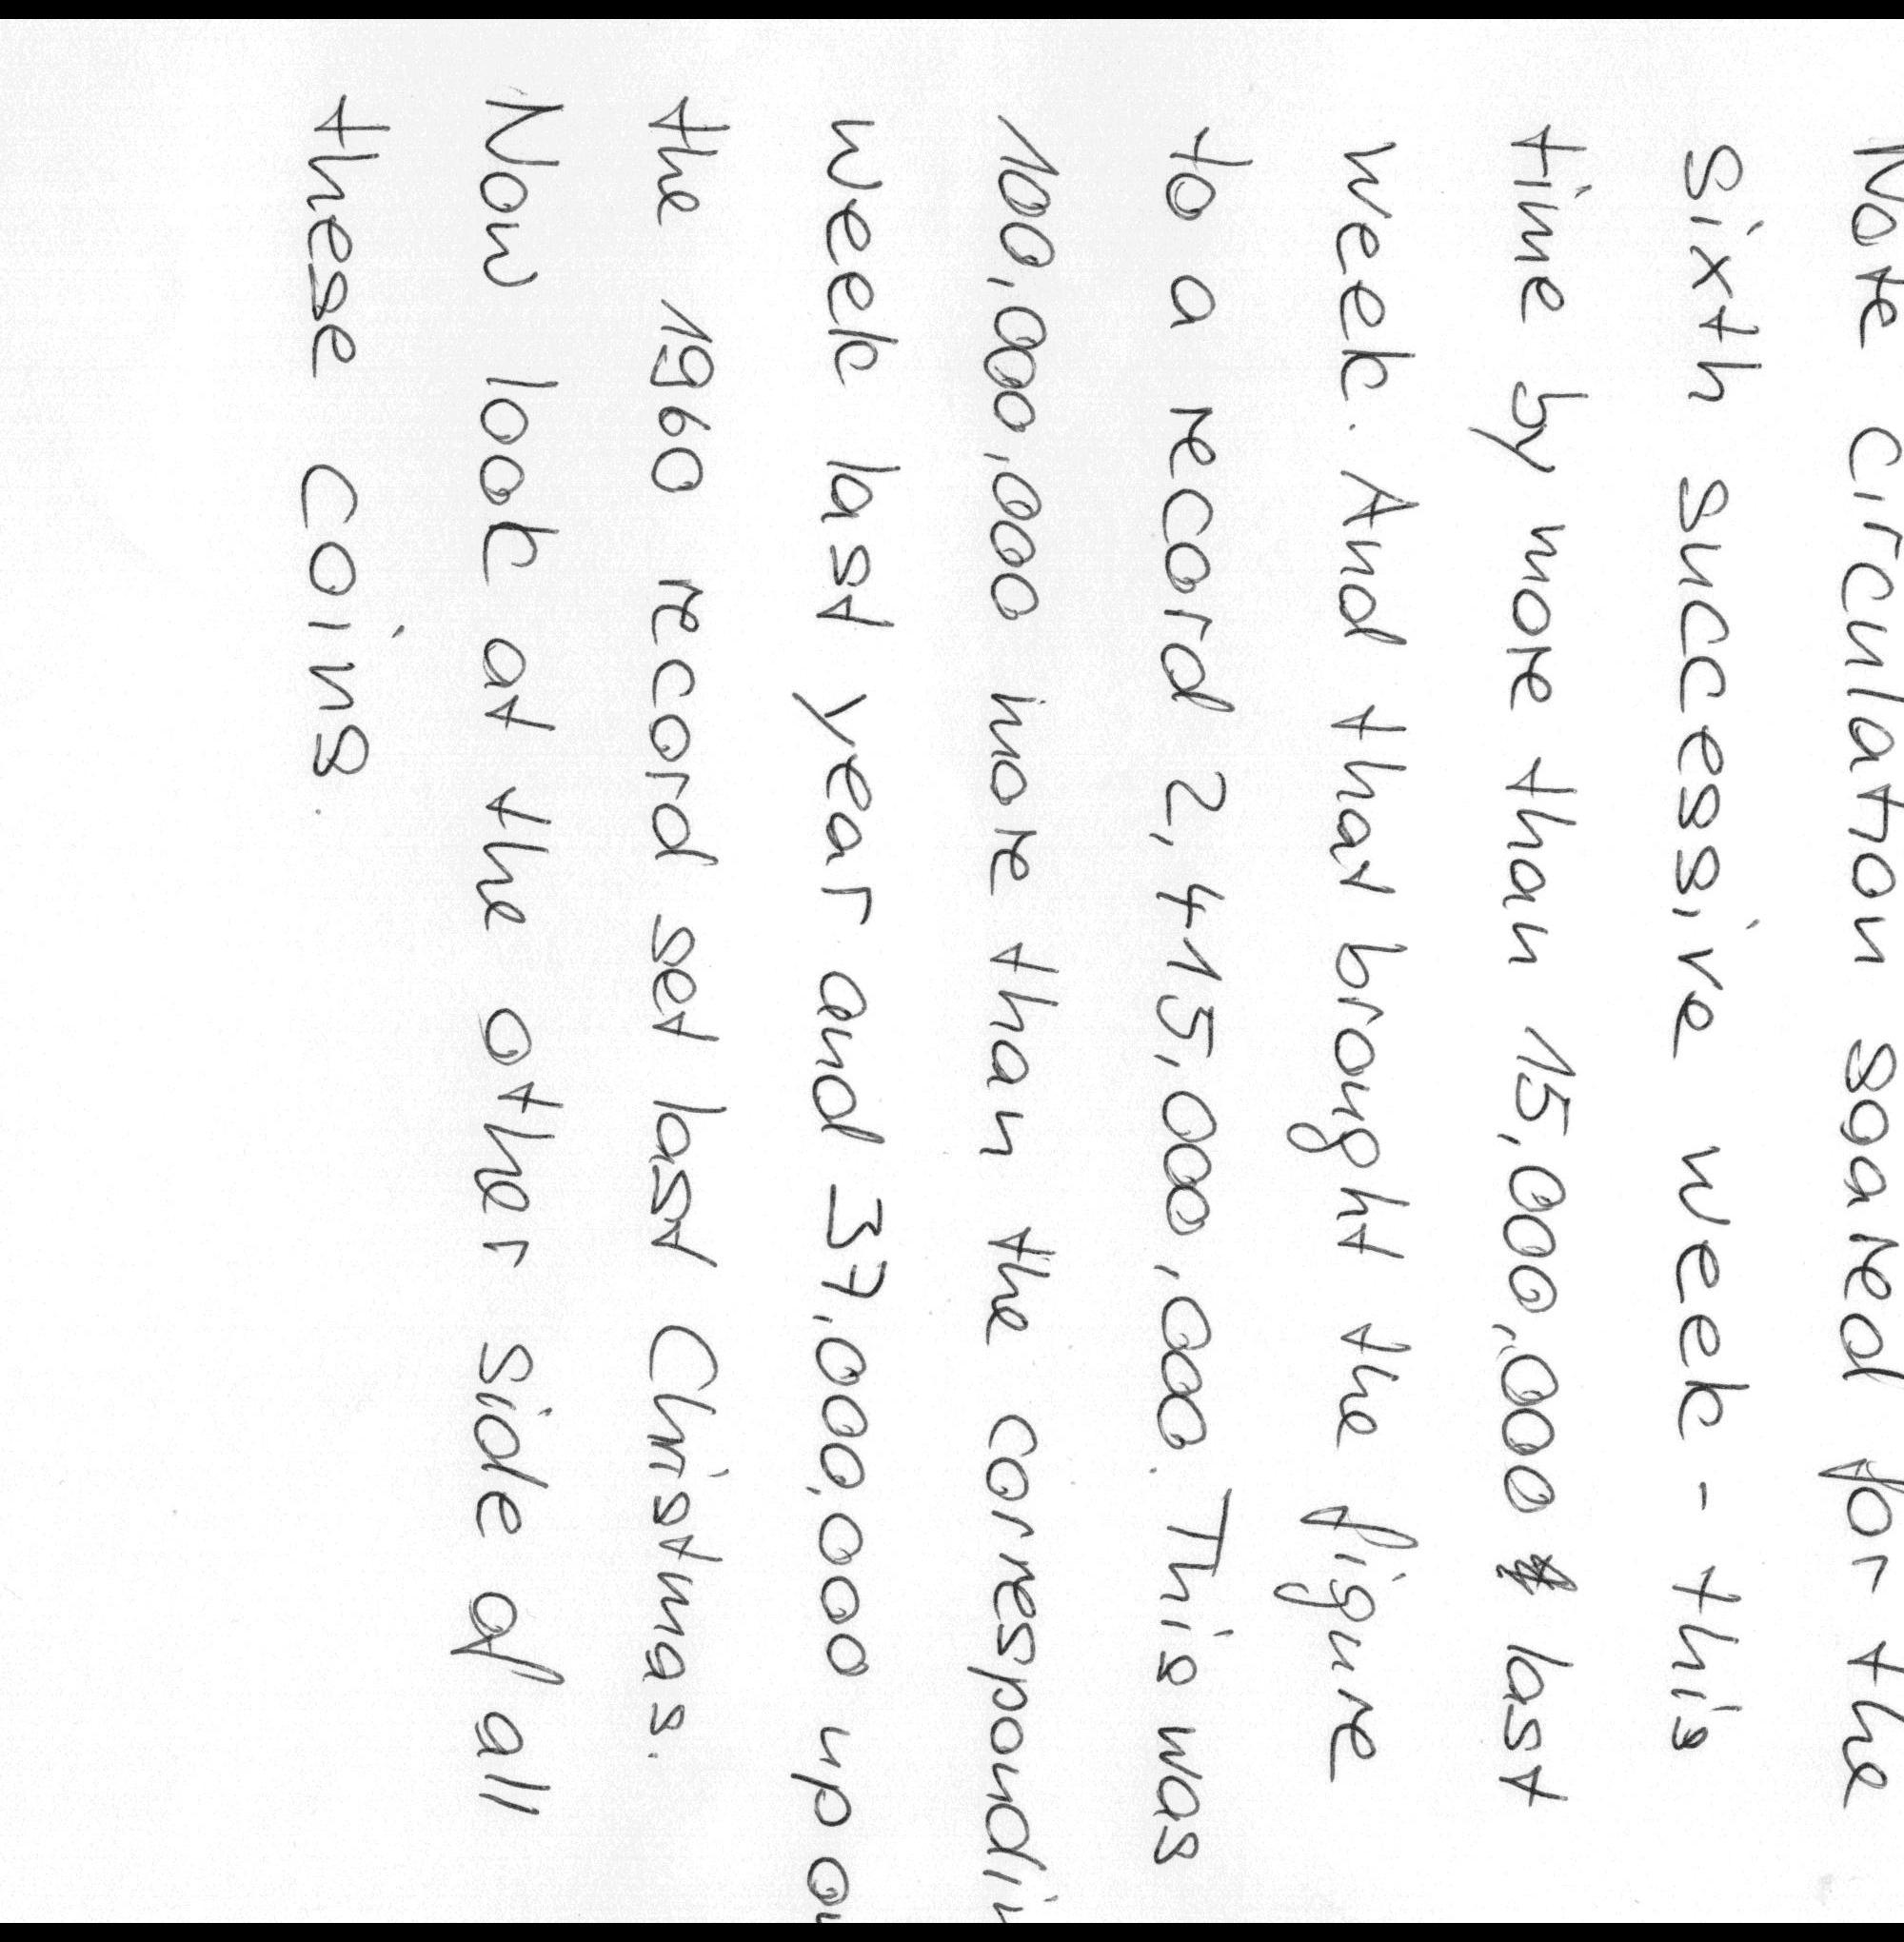 Note circulation soared for the
sixth successive week - this
time by more than 15,000,000 last
week. And that brought the figure
to a record 2,415,000,000. This was
100,000,000 more than the correspondin
week last year and 37,000,000 up on
the 1960 record set last Christmas.
Now look at the other side of all
these coins.